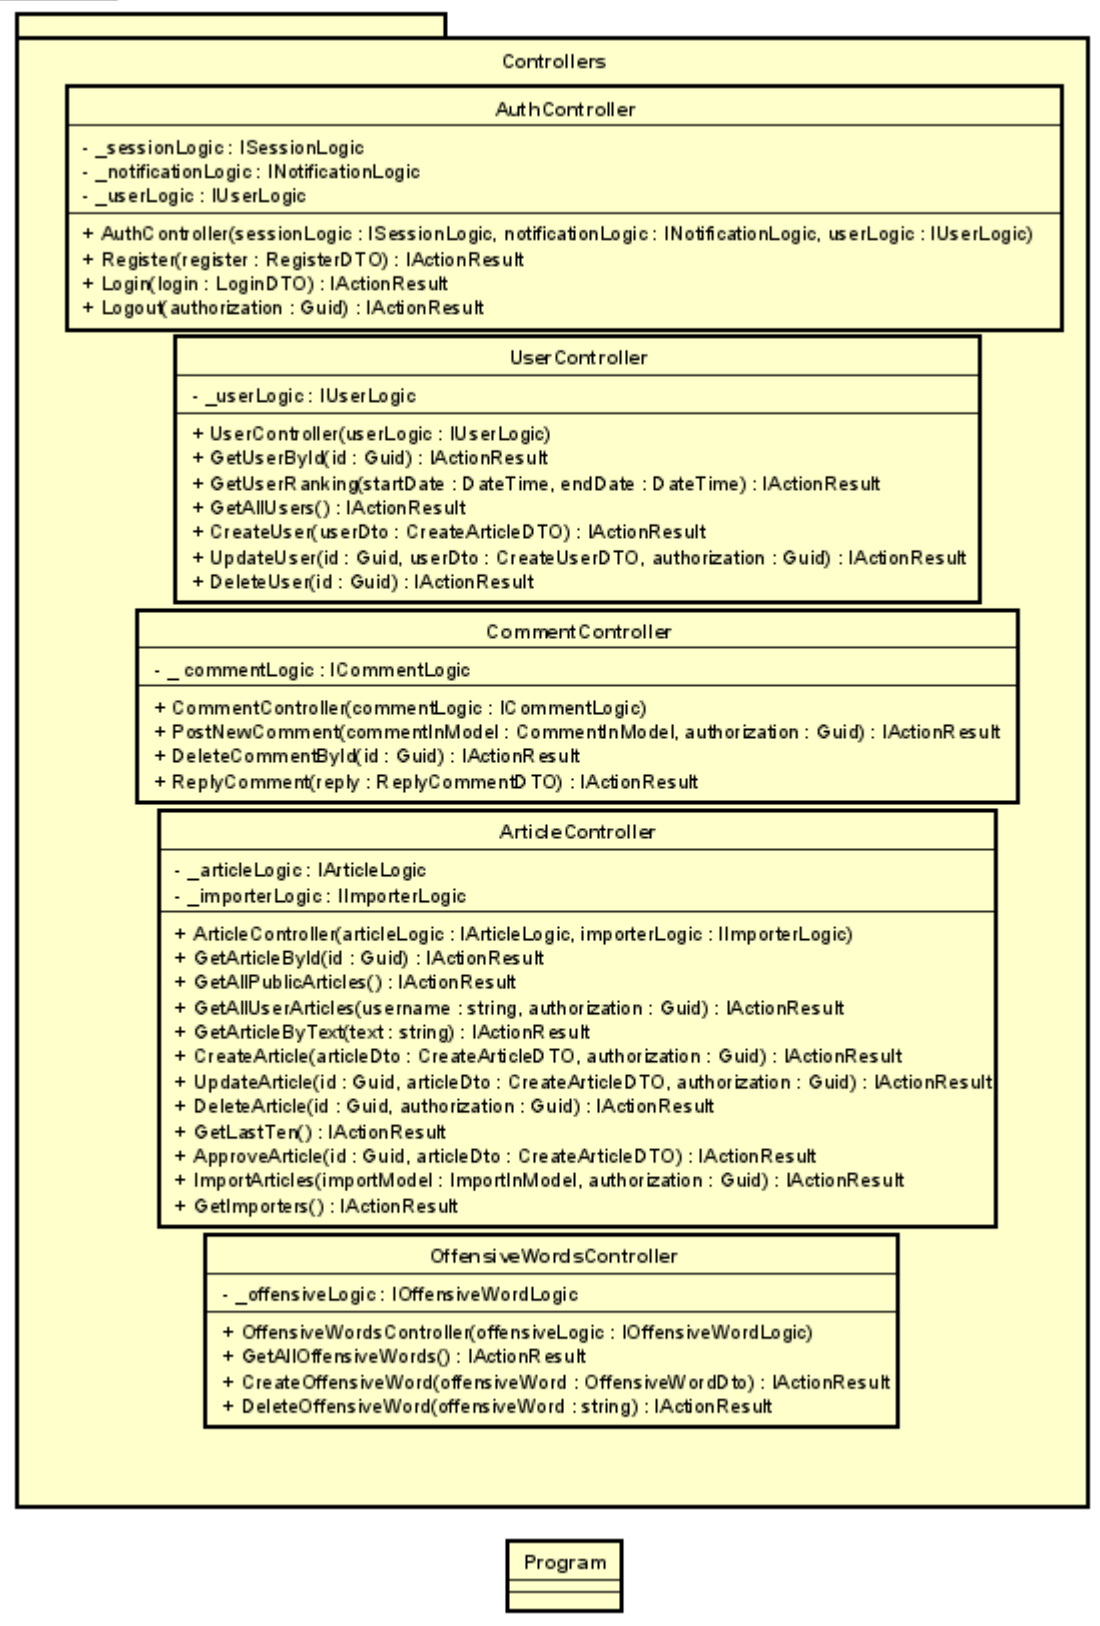 Controllers
AuthController
- _sessionLogic : ISessionLogic
- _notificationLogic : INotificationLogic
- _userLogic : IUserLogic
+ AuthController(sessionLogic : ISessionLogic, notificationLogic : INotificationLogic, userLogic : IUserLogic)
+ Register(register : RegisterDTO) : IActionResult
+ Login(login : LoginDTO) : IActionResult
+ Logout(authorization : Guid) : IActionResult
UserController
- _userLogic : IUserLogic
+ UserController(userLogic : IUserLogic)
+ GetUserById(id : Guid) : IActionResult
+ GetUserRanking(startDate : DateTime, endDate : DateTime) : IActionResult
+ GetAllUsers() : IActionResult
+ CreateUser(userDto : CreateArticleDTO) : IActionResult
+ UpdateUser(id : Guid, userDto : CreateUserDTO, authorization : Guid) : IActionResult
+ DeleteUser(id : Guid) : IActionResult
CommentController
- _ commentLogic : ICommentLogic
+ CommentController(commentLogic : ICommentLogic)
+ PostNewComment(commentInModel : CommentInModel, authorization : Guid) : IActionResult
+ DeleteCommentById(id : Guid) : IActionResult
+ ReplyComment(reply : ReplyCommentDTO) : IActionResult
ArticleController
- _articleLogic : IArticleLogic
- _importerLogic : IImporterLogic
+ ArticleController(articleLogic : IArticleLogic, importerLogic : IImporterLogic)
+ GetArticleById(id : Guid) : IActionResult
+ GetAllPublicArticles() : IActionResult
+ GetAllUserArticles(username : string, authorization : Guid) : IActionResult
+ GetArticleByText(text : string) : IActionResult
+ CreateArticle(articleDto : CreateArticleDTO, authorization : Guid) : IActionResult
+ UpdateArticle(id : Guid, articleDto : CreateArticleDTO, authorization : Guid) : IActionResult
+ DeleteArticle(id : Guid, authorization : Guid) : IActionResult
+ GetLastTen() : IActionResult
+ ApproveArticle(id : Guid, articleDto : CreateArticleDTO) : IActionResult
+ ImportArticles(importModel : ImportInModel, authorization : Guid) : IActionResult
+ GetImporters() : IActionResult
OffensiveWordsController
- _offensiveLogic : IOffensiveWordLogic
+ OffensiveWordsController(offensiveLogic : IOffensiveWordLogic)
+ GetAllOffensiveWords() : IActionResult
+ CreateOffensiveWord(offensiveWord : OffensiveWordDto) : IActionResult
+ DeleteOffensiveWord(offensiveWord : string) : IActionResult
Program